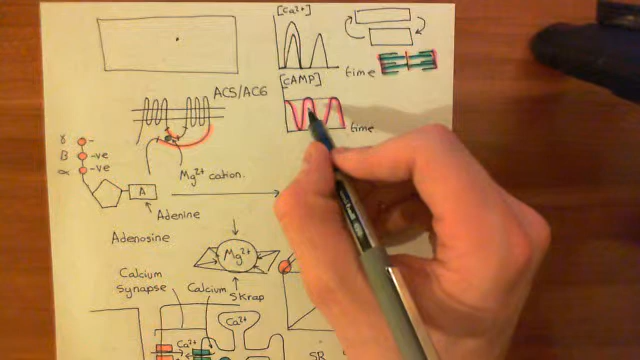 [Ca²⁺]
time
[cAMP]
time
AC5/AC6
γ -
β -ve
α -ve
Mg²⁺ cation.
A
Adenine
Adenosine
Mg²⁺
Calcium
Synapse
Calcium
Skrap
Ca²⁺
Ca²⁺
SR